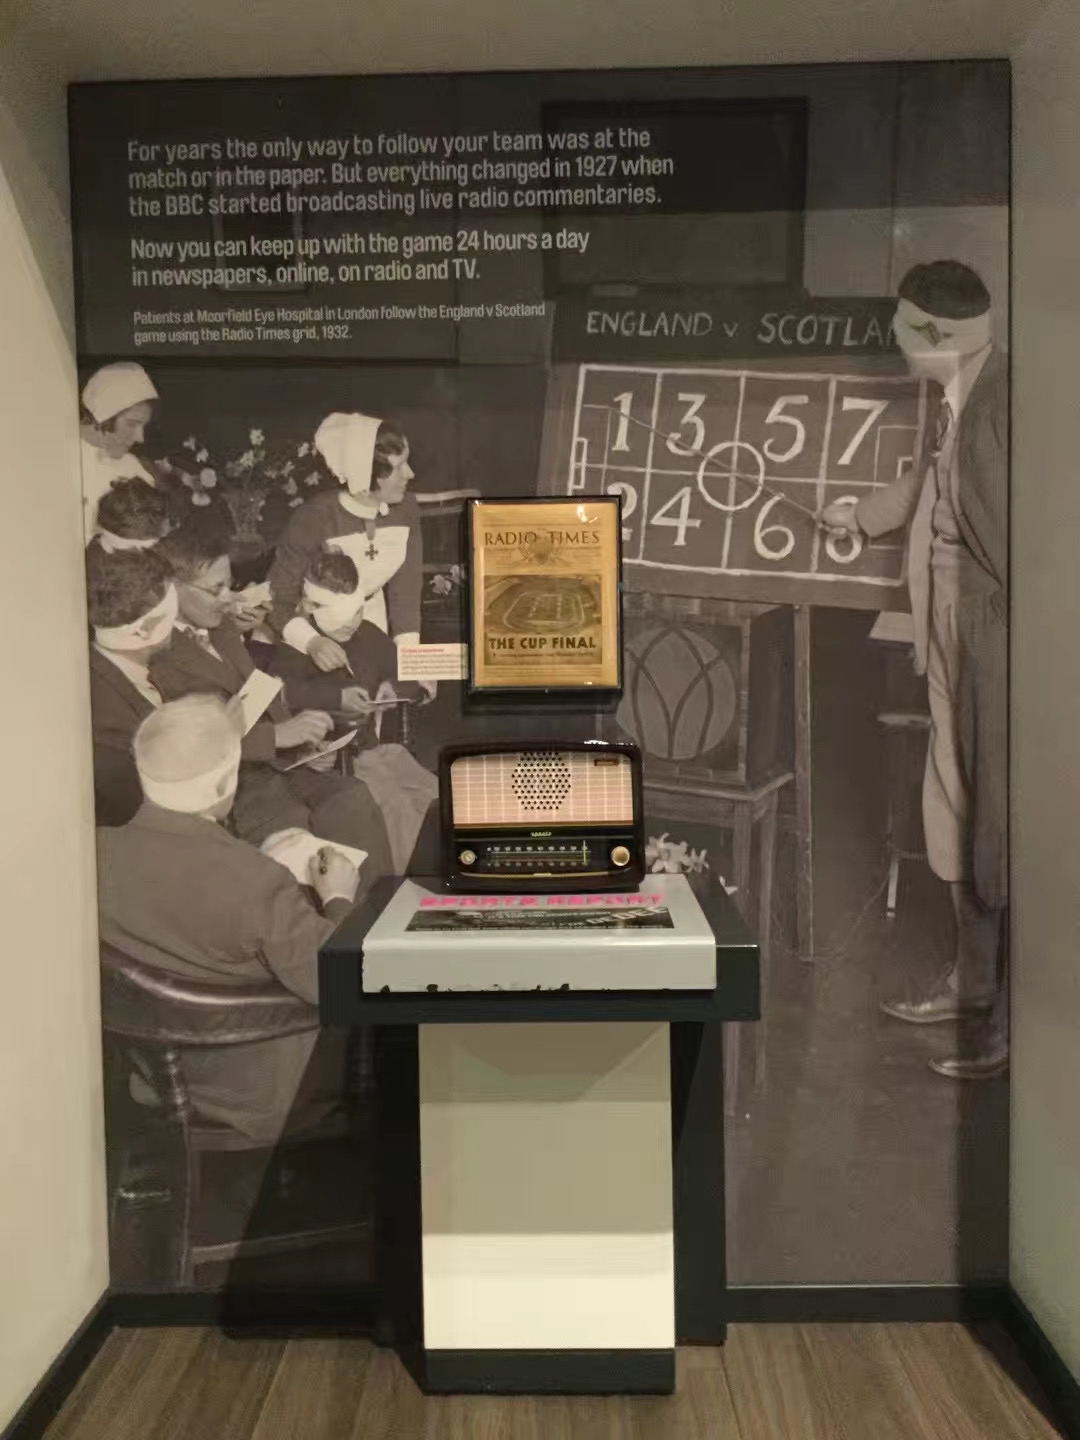 For years the only way to follow your team was at the
match or in the paper. But everything changed in 1927 when
the BBC started broadcasting live radio commentaries.
Now you can keep up with the game 24 hours a day
in newspapers, online, on radio and TV.
Patients at Moorfield Eye Hospital in London follow the England v Scotland
game using the Radio Times grid, 1932.
ENGLAND v SCOTLA
1 3 5 7
2 4 6 8
RADIO TIMES
THE CUP FINAL
SPORTS REPORT